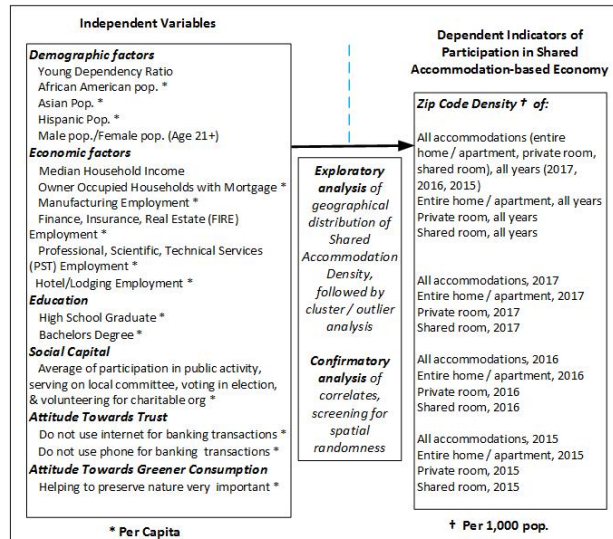 Independent Variables
Demographic factors
Young Dependency Ratio
African American pop. *
Asian Pop. *
Hispanic Pop. *
Male pop./Female pop. (Age 21+)
Economic factors
Median Household Income
Owner Occupied Households with Mortgage *
Manufacturing Employment *
Finance, Insurance, Real Estate (FIRE)
Employment *
Professional, Scientific, Technical Services
(PST) Employment *
Hotel/Lodging Employment *
Education
High School Graduate *
Bachelors Degree *
Social Capital
Average of participation in public activity,
serving on local committee, voting in election,
& volunteering for charitable org *
Attitude Towards Trust
Do not use internet for banking transactions *
Do not use phone for banking transactions *
Attitude Towards Greener Consumption
Helping to preserve nature very important *
* Per Capita
Exploratory
analysis of
geographical
distribution of
Shared
Accommodation
Density,
followed by
cluster / outlier
analysis
Confirmatory
analysis of
correlates,
screening for
spatial
randomness
Dependent Indicators of
Participation in Shared
Accommodation-based Economy
Zip Code Density † of:
All accommodations (entire
home / apartment, private room,
shared room), all years (2017,
2016, 2015)
Entire home / apartment, all years
Private room, all years
Shared room, all years
All accommodations, 2017
Entire home / apartment, 2017
Private room, 2017
Shared room, 2017
All accommodations, 2016
Entire home / apartment, 2016
Private room, 2016
Shared room, 2016
All accommodations, 2015
Entire home / apartment, 2015
Private room, 2015
Shared room, 2015
† Per 1,000 pop.